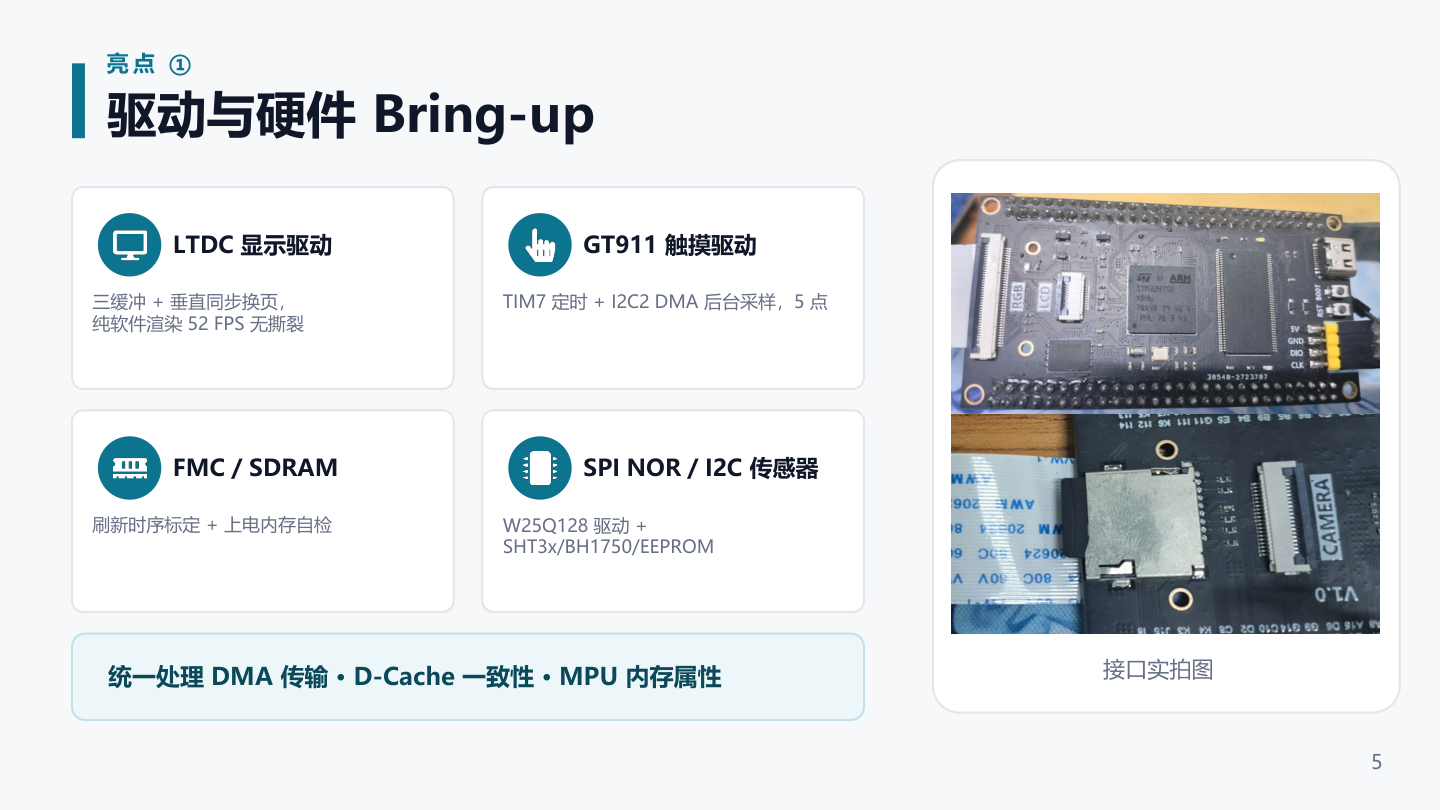 亮点 ①
驱动与硬件 Bring-up
LTDC 显示驱动
三缓冲 + 垂直同步换页，
纯软件渲染 52 FPS 无撕裂
GT911 触摸驱动
TIM7 定时 + I2C2 DMA 后台采样，5 点
FMC / SDRAM
刷新时序标定 + 上电内存自检
SPI NOR / I2C 传感器
W25Q128 驱动 +
SHT3x/BH1750/EEPROM
统一处理 DMA 传输 • D-Cache 一致性 • MPU 内存属性
RGB
LCD
ARM
RST BOOT
5V
GND
DIO
CLK
CAMERA
V1.0
接口实拍图
5